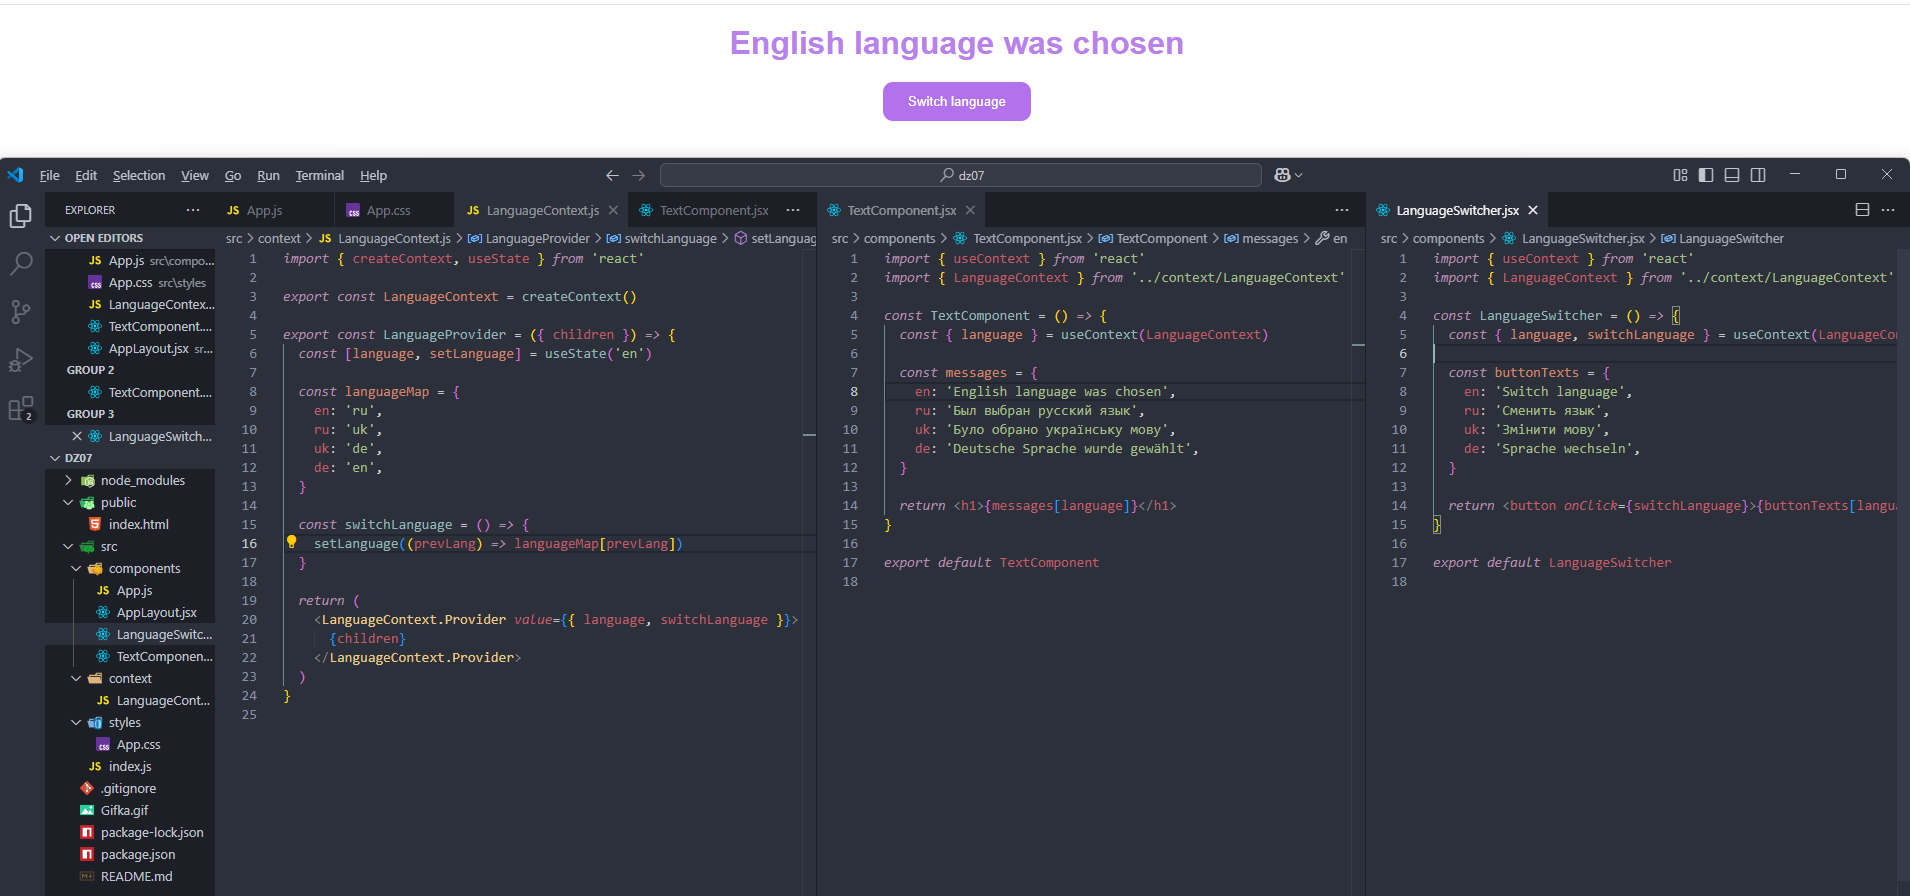 English language was chosen
Switch language
File Edit Selection View Go Run Terminal Help
dz07
EXPLORER
OPEN EDITORS
JS App.js src\compo...
App.css src\styles
JS LanguageContex...
TextComponent....
AppLayout.jsx sr...
GROUP 2
TextComponent....
GROUP 3
LanguageSwitch...
DZ07
node_modules
public
index.html
src
components
JS App.js
AppLayout.jsx
LanguageSwitc...
TextComponen...
context
JS LanguageCont...
styles
App.css
JS index.js
.gitignore
Gifka.gif
package-lock.json
package.json
README.md
2
JS App.js App.css JS LanguageContext.js TextComponent.jsx
src > context > JS LanguageContext.js > LanguageProvider > switchLanguage > setLanguag
1 import { createContext, useState } from 'react'
2
3 export const LanguageContext = createContext()
4
5 export const LanguageProvider = ({ children }) => {
6 const [language, setLanguage] = useState('en')
7
8 const languageMap = {
9 en: 'ru',
10 ru: 'uk',
11 uk: 'de',
12 de: 'en',
13 }
14
15 const switchLanguage = () => {
16 setLanguage((prevLang) => languageMap[prevLang])
17 }
18
19 return (
20 <LanguageContext.Provider value={{ language, switchLanguage }}>
21 {children}
22 </LanguageContext.Provider>
23 )
24 }
25
TextComponent.jsx
src > components > TextComponent.jsx > TextComponent > messages > en
1 import { useContext } from 'react'
2 import { LanguageContext } from '../context/LanguageContext'
3
4 const TextComponent = () => {
5 const { language } = useContext(LanguageContext)
6
7 const messages = {
8 en: 'English language was chosen',
9 ru: 'Был выбран русский язык',
10 uk: 'Було обрано українську мову',
11 de: 'Deutsche Sprache wurde gewählt',
12 }
13
14 return <h1>{messages[language]}</h1>
15 }
16
17 export default TextComponent
18
LanguageSwitcher.jsx
src > components > LanguageSwitcher.jsx > LanguageSwitcher
1 import { useContext } from 'react'
2 import { LanguageContext } from '../context/LanguageContext'
3
4 const LanguageSwitcher = () => {
5 const { language, switchLanguage } = useContext(LanguageCo
6
7 const buttonTexts = {
8 en: 'Switch language',
9 ru: 'Сменить язык',
10 uk: 'Змінити мову',
11 de: 'Sprache wechseln',
12 }
13
14 return <button onClick={switchLanguage}>{buttonTexts[langu
15 }
16
17 export default LanguageSwitcher
18